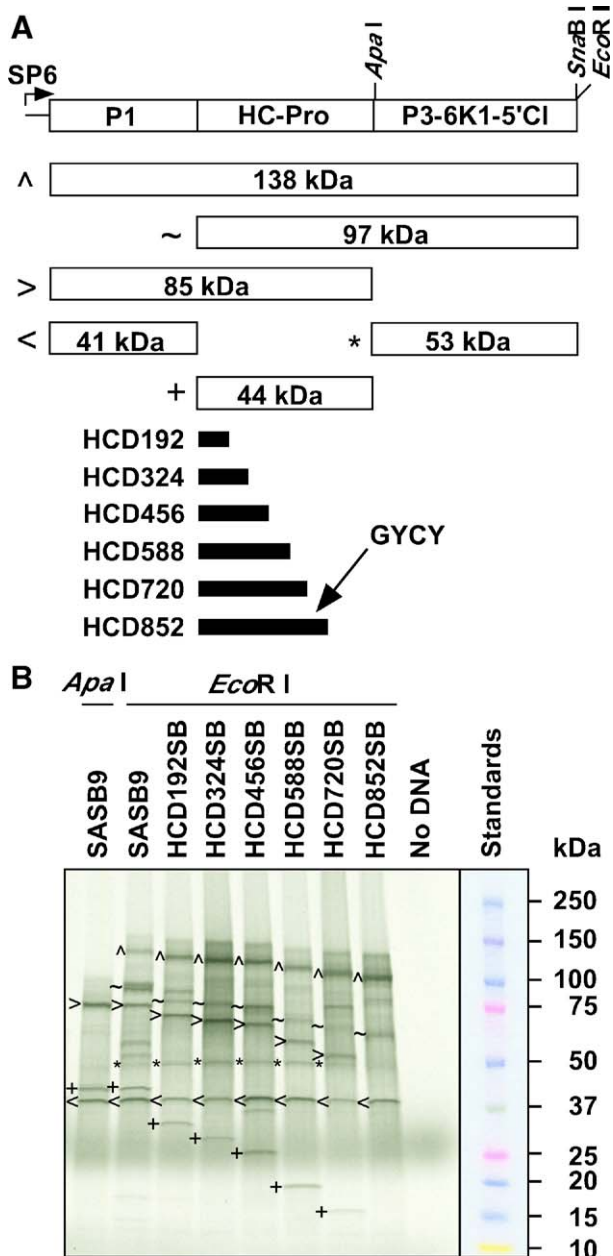 A
SP6
Apa I
SnaB I
EcoR I
P1 HC-Pro P3-6K1-5'CI
^ 138 kDa
~ 97 kDa
> 85 kDa
< 41 kDa * 53 kDa
+ 44 kDa
HCD192
HCD324
HCD456
HCD588
GYCY
HCD720
HCD852
B
Apa I EcoR I
SASB9 SASB9 HCD192SB HCD324SB HCD456SB HCD588SB HCD720SB HCD852SB No DNA Standards
kDa
250
150
100
75
50
37
25
20
15
10